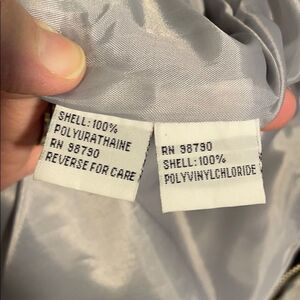 SHELL: 100%
POLYURATHAINE
RN 98790
REVERSE FOR CARE
RN 98790
SHELL: 100%
POLYVINYLCHLORIDE